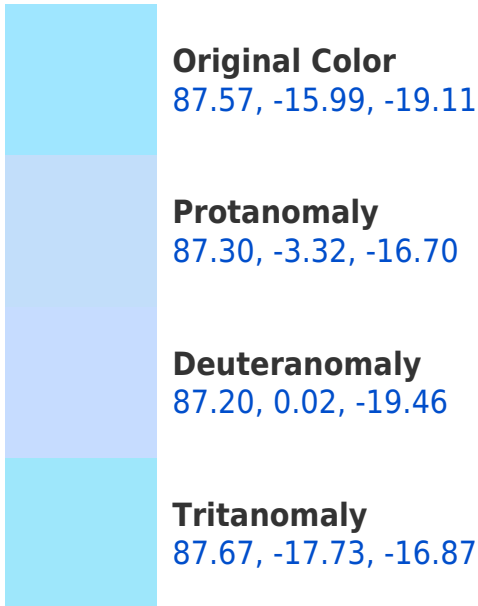 Original Color
87.57, -15.99, -19.11
Protanomaly
87.30, -3.32, -16.70
Deuteranomaly
87.20, 0.02, -19.46
Tritanomaly
87.67, -17.73, -16.87